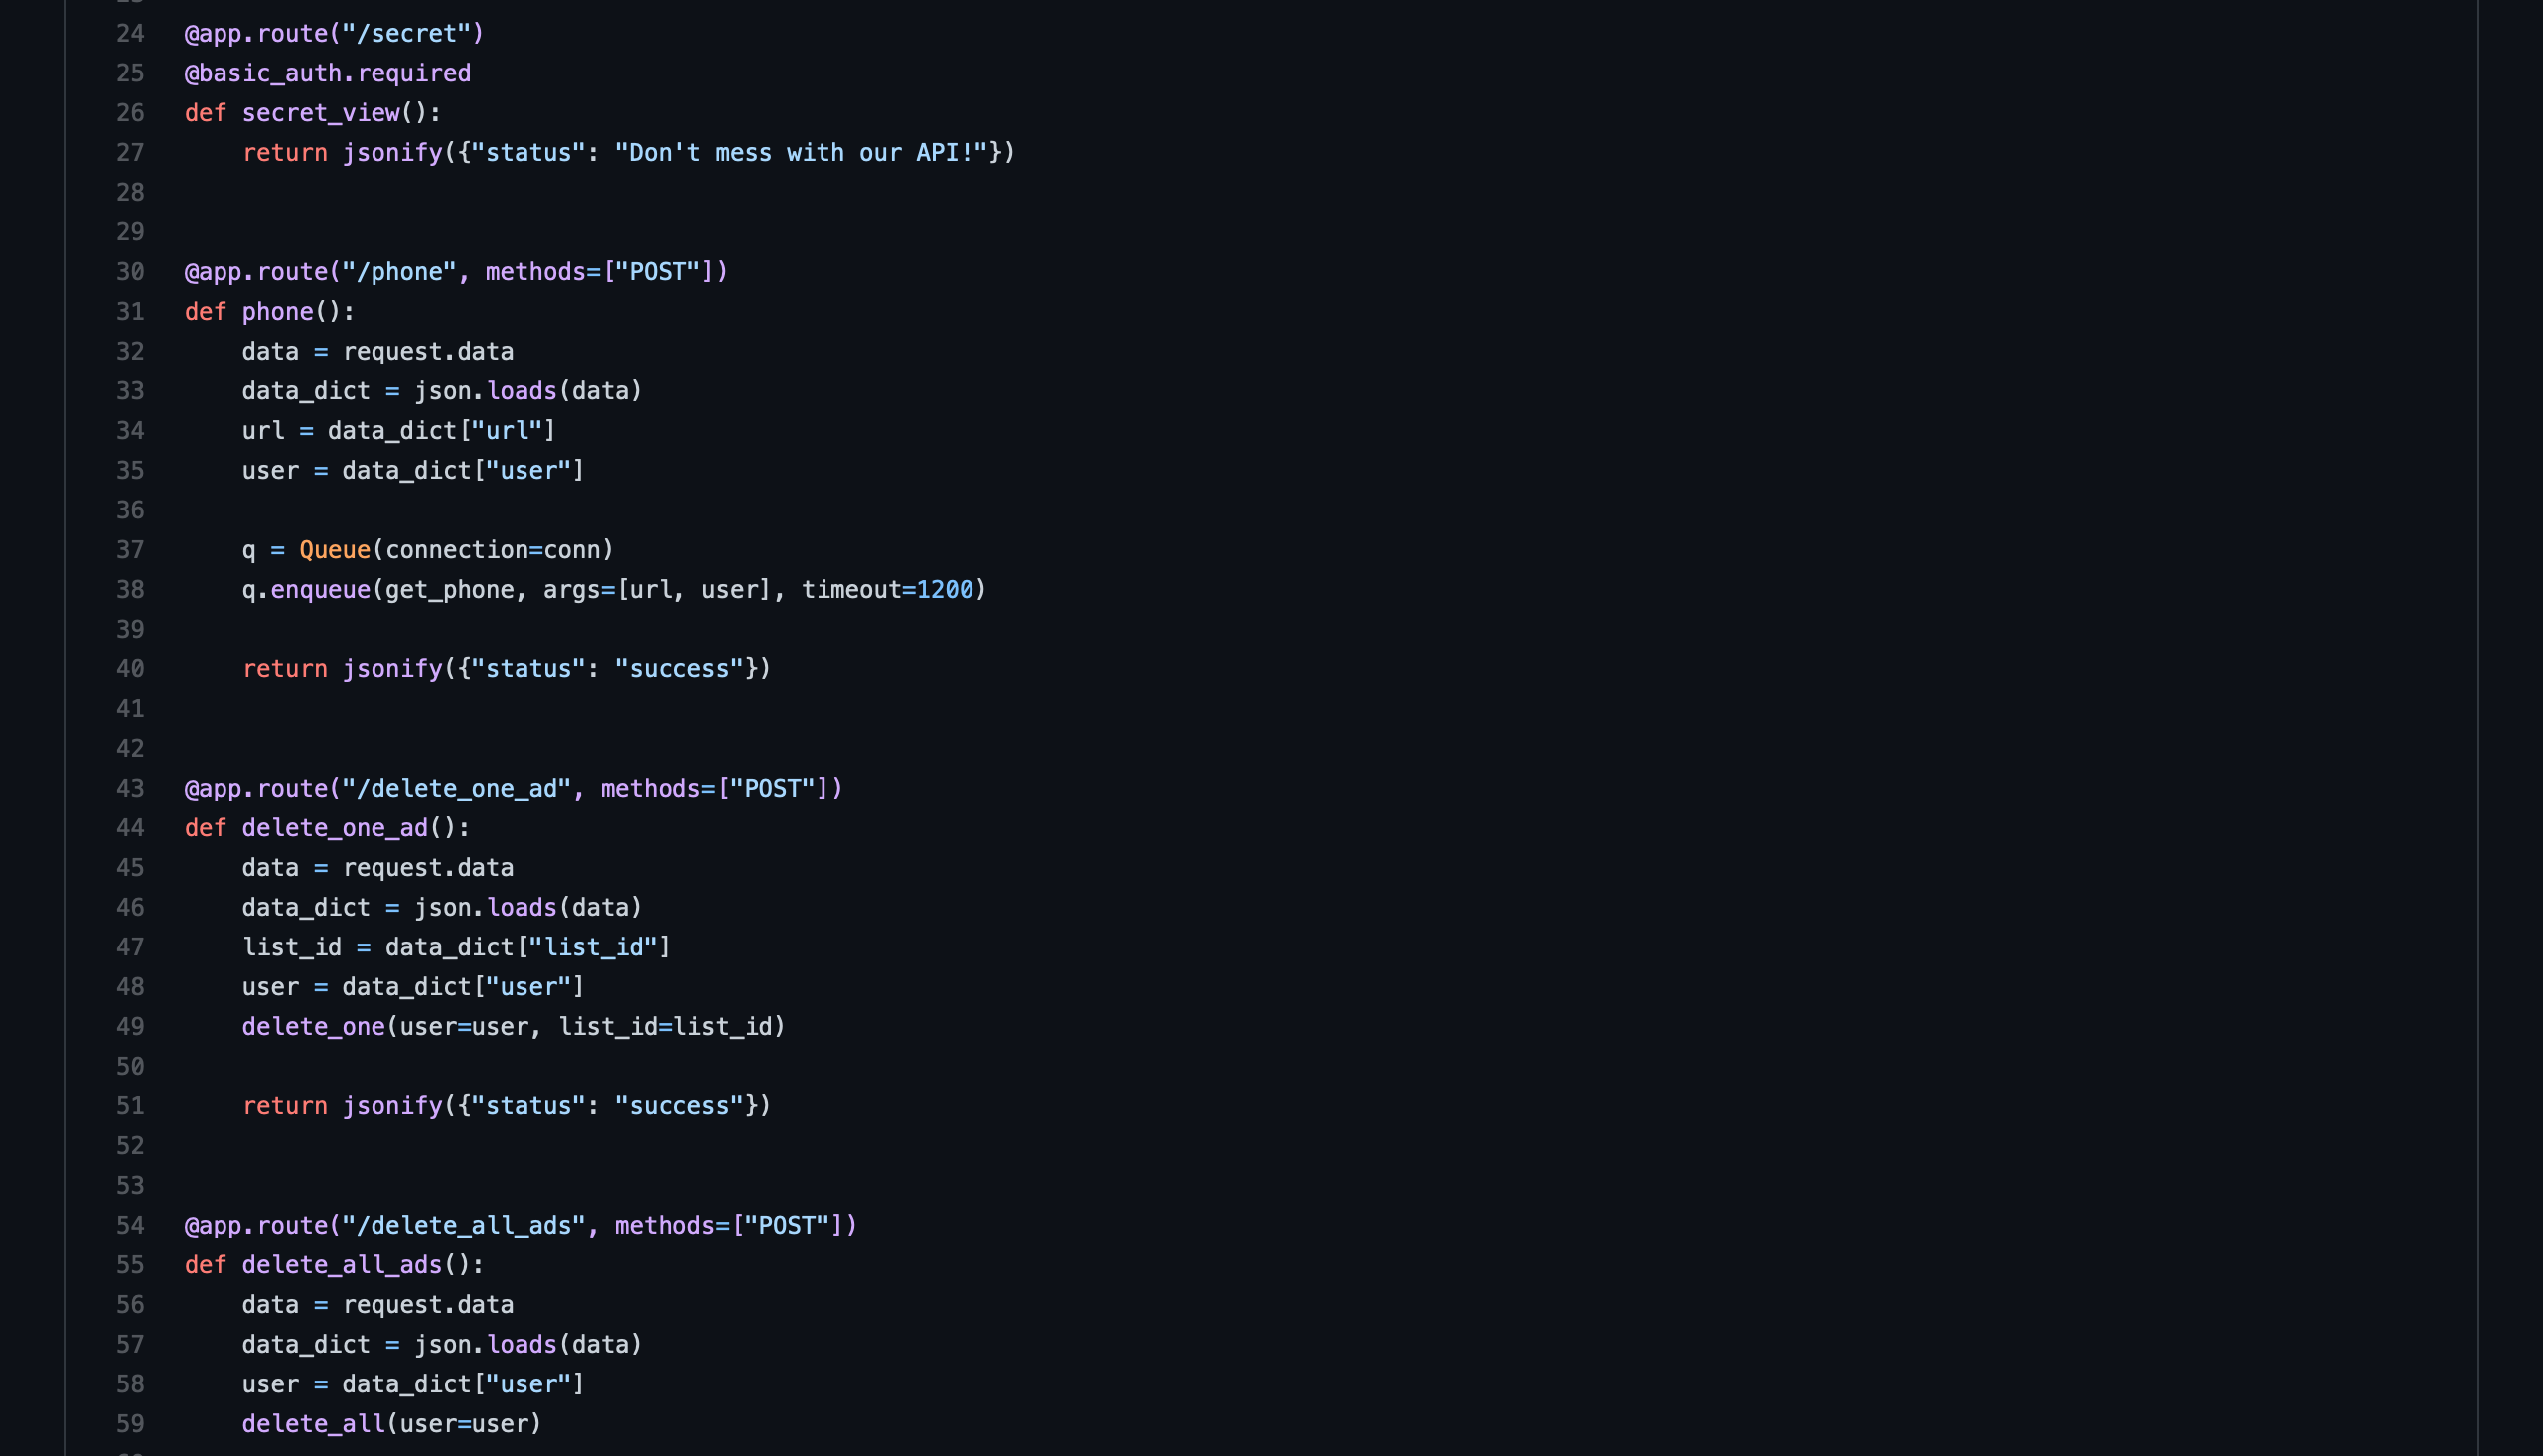 24 @app.route("/secret")
25 @basic_auth.required
26 def secret_view():
27     return jsonify({"status": "Don't mess with our API!"})
28
29
30 @app.route("/phone", methods=["POST"])
31 def phone():
32     data = request.data
33     data_dict = json.loads(data)
34     url = data_dict["url"]
35     user = data_dict["user"]
36
37     q = Queue(connection=conn)
38     q.enqueue(get_phone, args=[url, user], timeout=1200)
39
40     return jsonify({"status": "success"})
41
42
43 @app.route("/delete_one_ad", methods=["POST"])
44 def delete_one_ad():
45     data = request.data
46     data_dict = json.loads(data)
47     list_id = data_dict["list_id"]
48     user = data_dict["user"]
49     delete_one(user=user, list_id=list_id)
50
51     return jsonify({"status": "success"})
52
53
54 @app.route("/delete_all_ads", methods=["POST"])
55 def delete_all_ads():
56     data = request.data
57     data_dict = json.loads(data)
58     user = data_dict["user"]
59     delete_all(user=user)